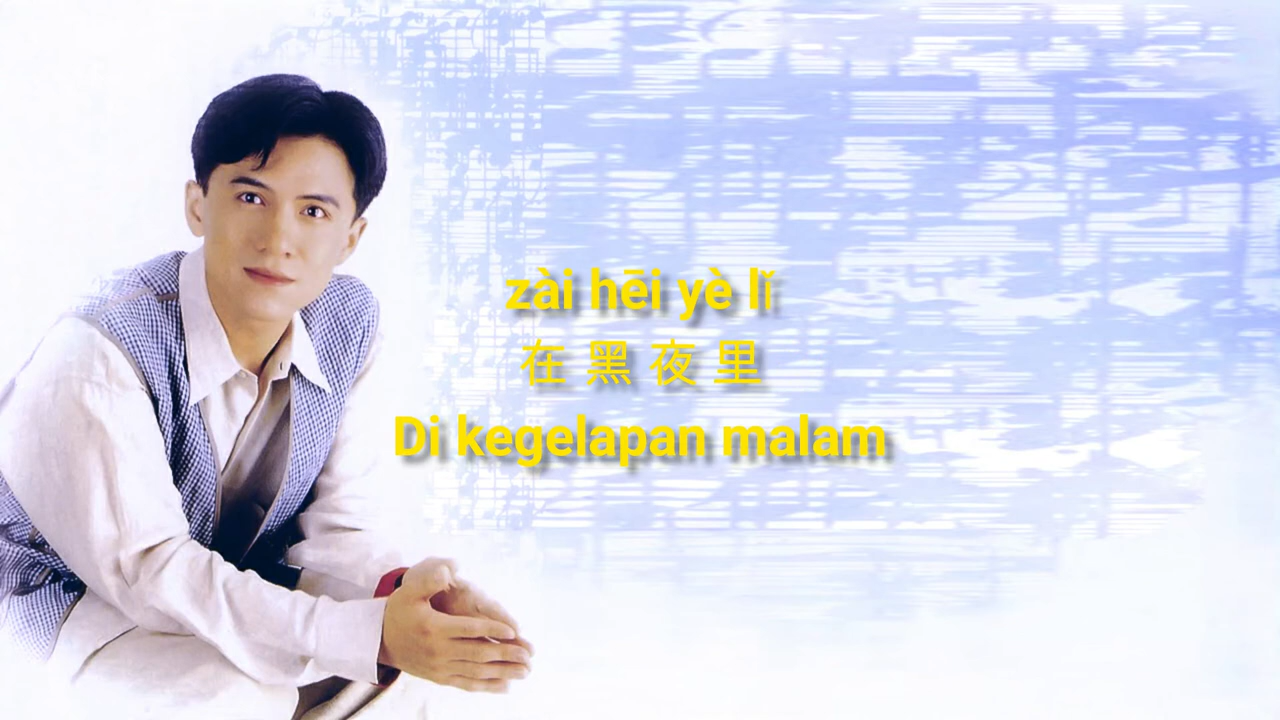 zài hēi yè lǐ
在 黑 夜 里
Di kegelapan malam